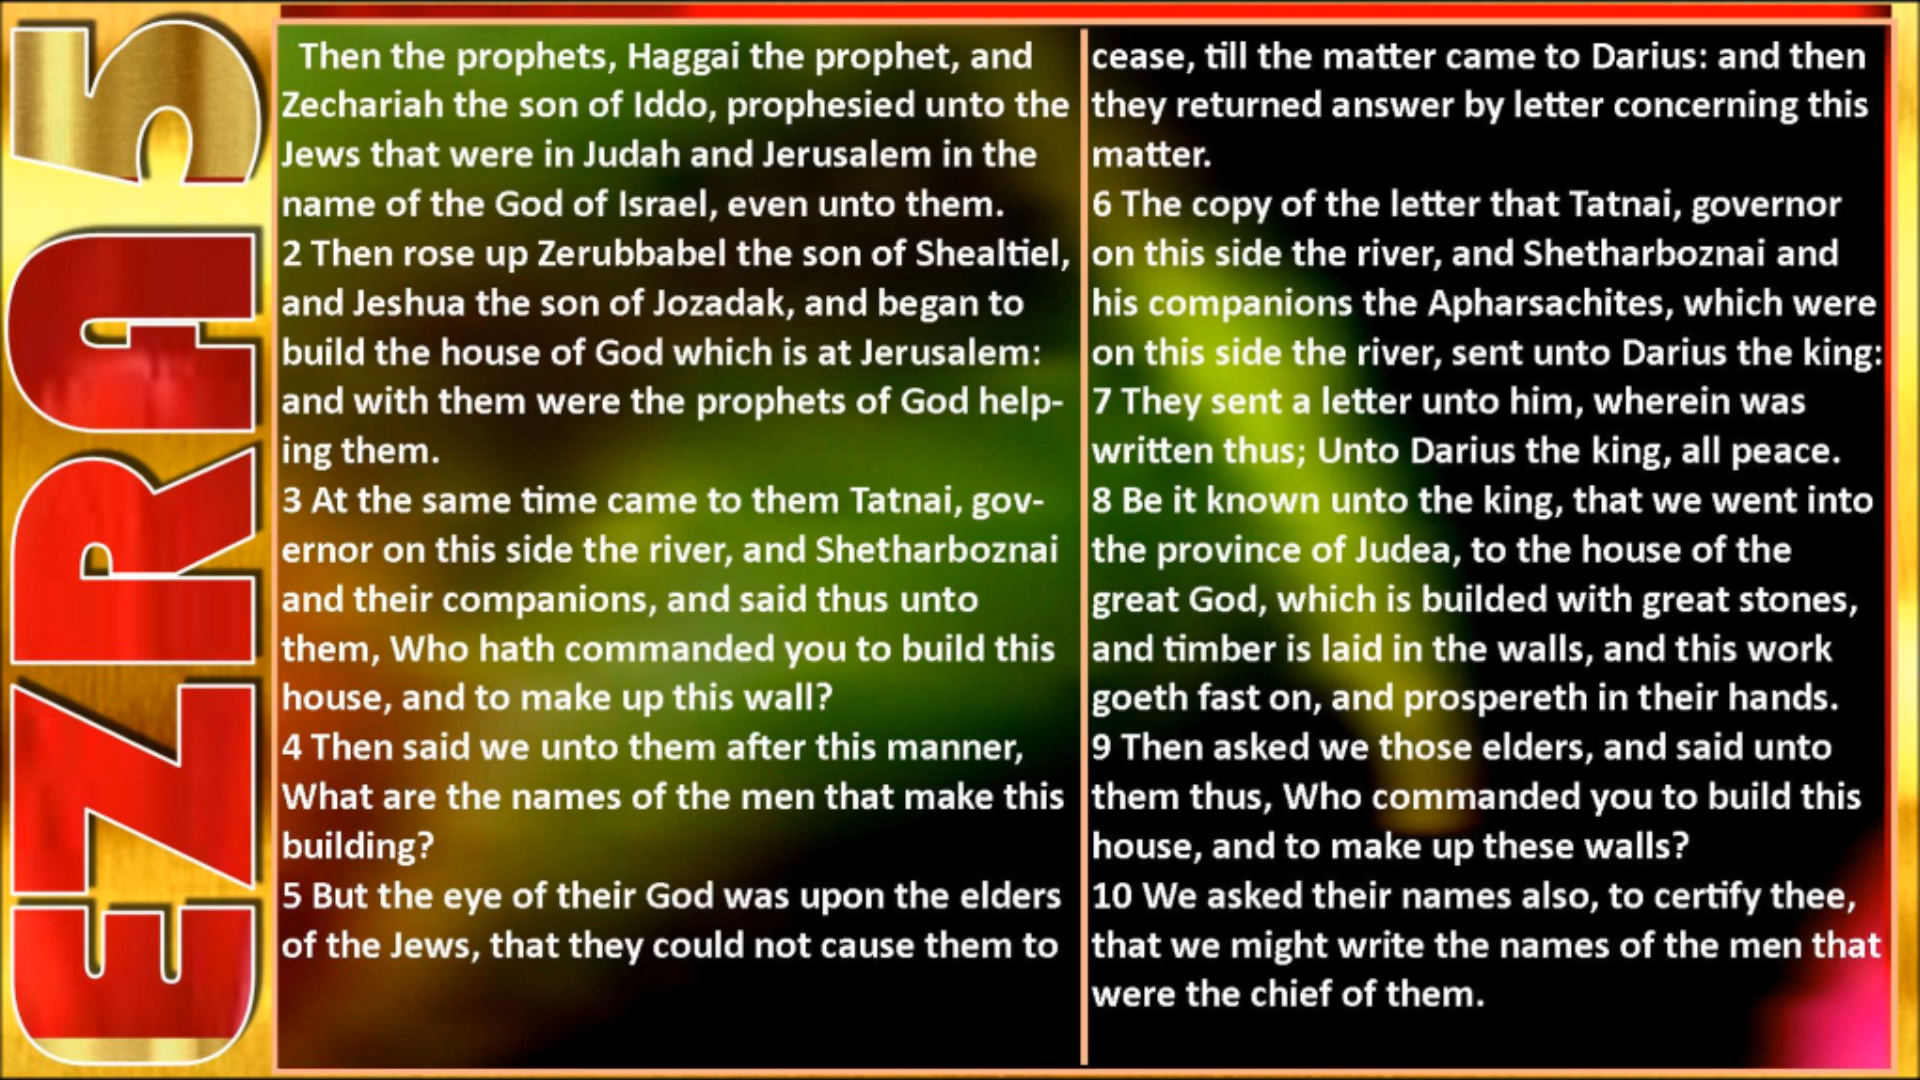 EZRA 5
Then the prophets, Haggai the prophet, and
Zechariah the son of Iddo, prophesied unto the
Jews that were in Judah and Jerusalem in the
name of the God of Israel, even unto them.
2 Then rose up Zerubbabel the son of Shealtiel,
and Jeshua the son of Jozadak, and began to
build the house of God which is at Jerusalem:
and with them were the prophets of God help-
ing them.
3 At the same time came to them Tatnai, gov-
ernor on this side the river, and Shetharboznai
and their companions, and said thus unto
them, Who hath commanded you to build this
house, and to make up this wall?
4 Then said we unto them after this manner,
What are the names of the men that make this
building?
5 But the eye of their God was upon the elders
of the Jews, that they could not cause them to
cease, till the matter came to Darius: and then
they returned answer by letter concerning this
matter.
6 The copy of the letter that Tatnai, governor
on this side the river, and Shetharboznai and
his companions the Apharsachites, which were
on this side the river, sent unto Darius the king:
7 They sent a letter unto him, wherein was
written thus; Unto Darius the king, all peace.
8 Be it known unto the king, that we went into
the province of Judea, to the house of the
great God, which is builded with great stones,
and timber is laid in the walls, and this work
goeth fast on, and prospereth in their hands.
9 Then asked we those elders, and said unto
them thus, Who commanded you to build this
house, and to make up these walls?
10 We asked their names also, to certify thee,
that we might write the names of the men that
were the chief of them.